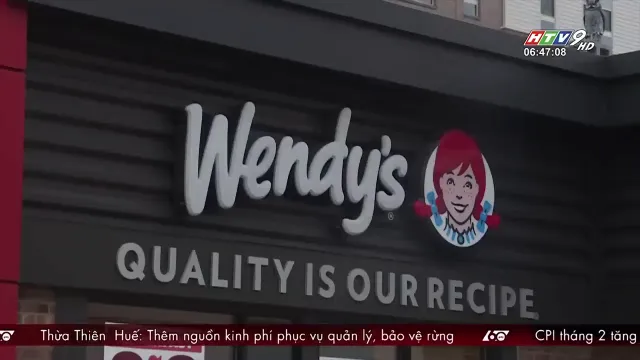 HTV9 HD
06:47:08
Wendy's ®
QUALITY IS OUR RECIPE
Thừa Thiên Huế: Thêm nguồn kinh phí phục vụ quản lý, bảo vệ rừng CPI tháng 2 tăng